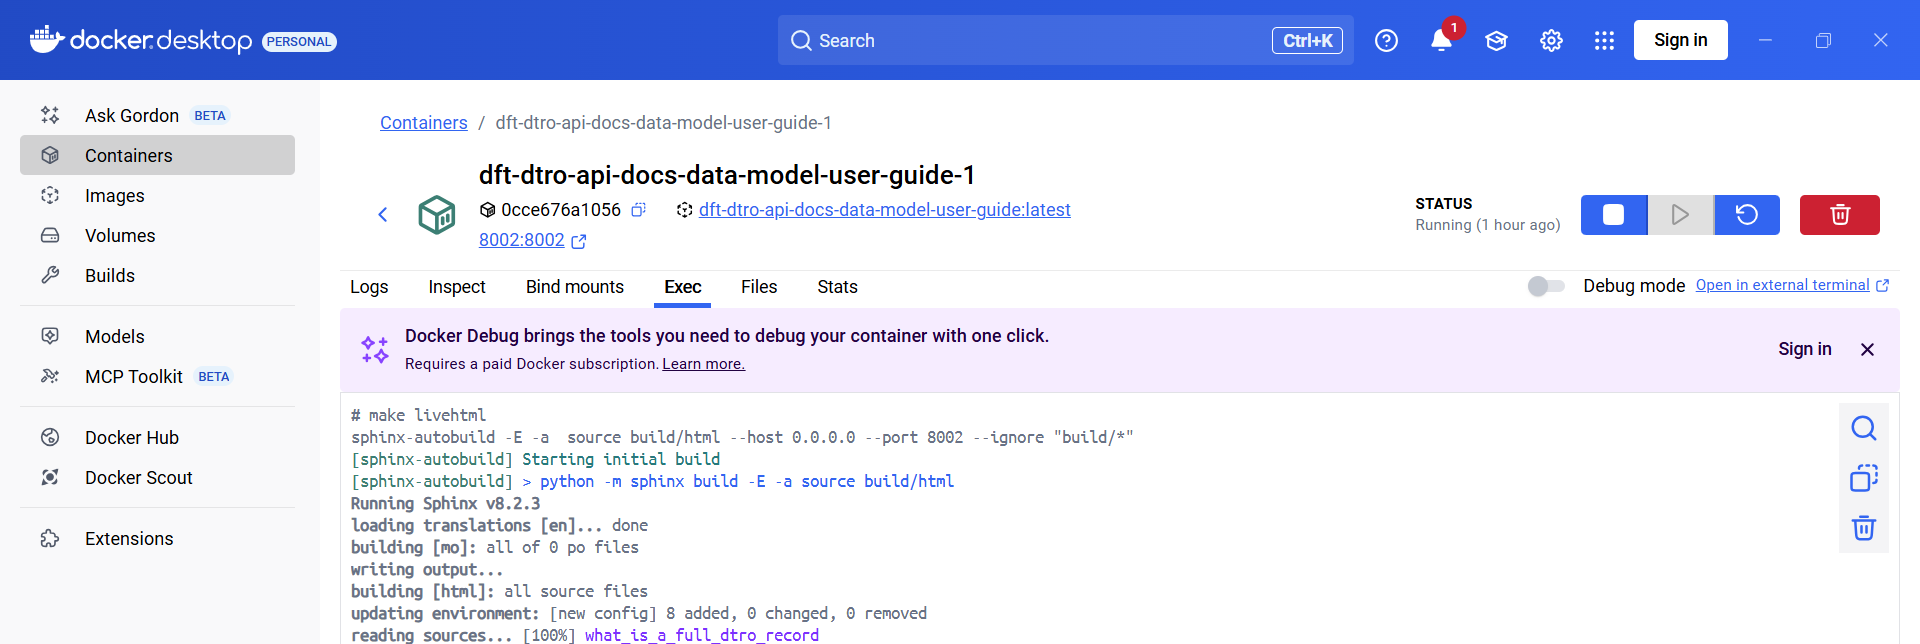 docker.desktop PERSONAL
Search Ctrl+K
1
Sign in
Ask Gordon BETA
Containers
Images
Volumes
Builds
Models
MCP Toolkit BETA
Docker Hub
Docker Scout
Extensions
Containers / dft-dtro-api-docs-data-model-user-guide-1
dft-dtro-api-docs-data-model-user-guide-1
0cce676a1056 dft-dtro-api-docs-data-model-user-guide:latest
8002:8002
STATUS
Running (1 hour ago)
Logs Inspect Bind mounts Exec Files Stats
Debug mode Open in external terminal
Docker Debug brings the tools you need to debug your container with one click.
Requires a paid Docker subscription. Learn more.
Sign in
# make livehtml
sphinx-autobuild -E -a  source build/html --host 0.0.0.0 --port 8002 --ignore "build/*"
[sphinx-autobuild] Starting initial build
[sphinx-autobuild] > python -m sphinx build -E -a source build/html
Running Sphinx v8.2.3
loading translations [en]... done
building [mo]: all of 0 po files
writing output...
building [html]: all source files
updating environment: [new config] 8 added, 0 changed, 0 removed
reading sources... [100%] what_is_a_full_dtro_record